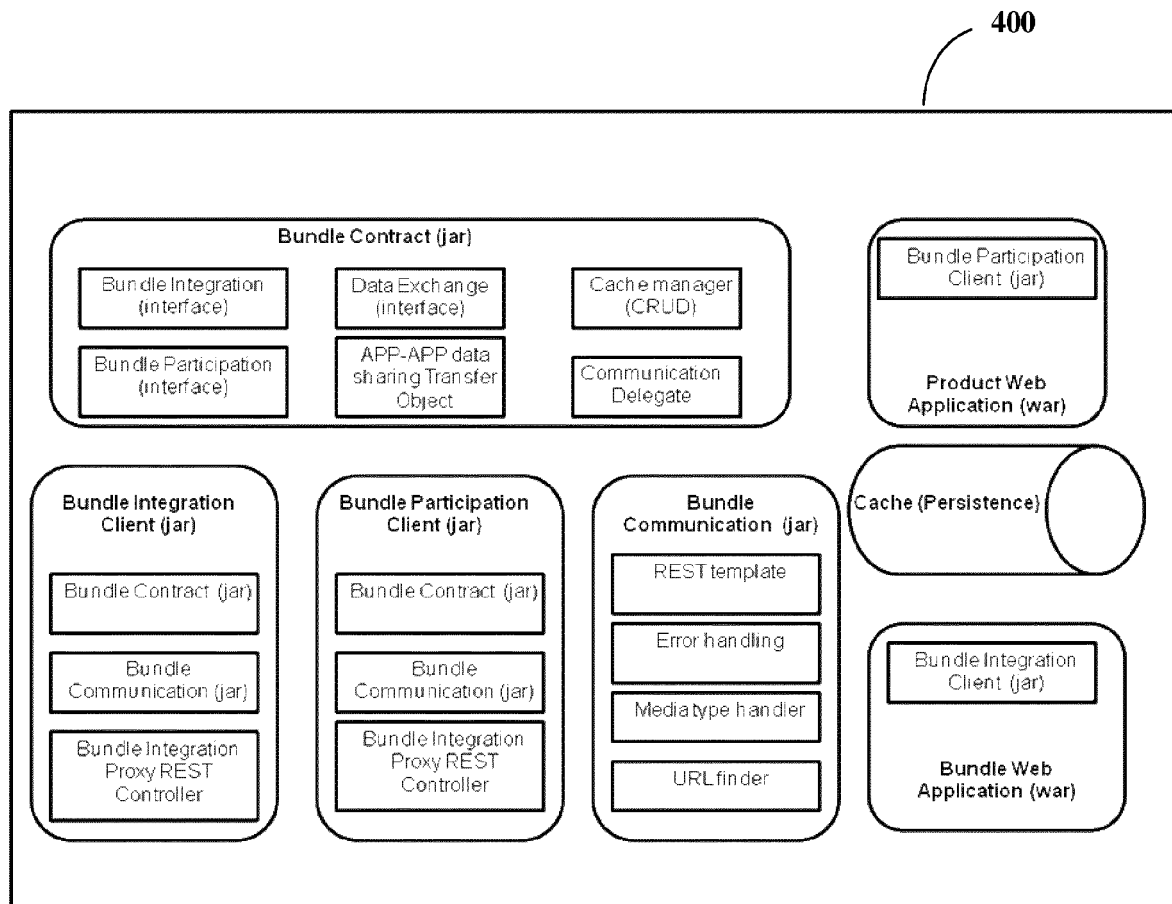 400
Bundle Contract (jar)
Bundle Integration
(interface)
Data Exchange
(interface)
Cache manager
(CRUD)
Bundle Participation
(interface)
APP-APP data
sharing Transfer
Object
Communication
Delegate
Bundle Participation
Client (jar)
Product Web
Application (war)
Bundle Integration
Client (jar)
Bundle Contract (jar)
Bundle
Communication (jar)
Bundle Integration
Proxy REST
Controller
Bundle Participation
Client (jar)
Bundle Contract (jar)
Bundle
Communication (jar)
Bundle Integration
Proxy REST
Controller
Bundle
Communication (jar)
REST template
Error handling
Mediatype handler
URL finder
Cache (Persistence)
Bundle Integration
Client (jar)
Bundle Web
Application (war)